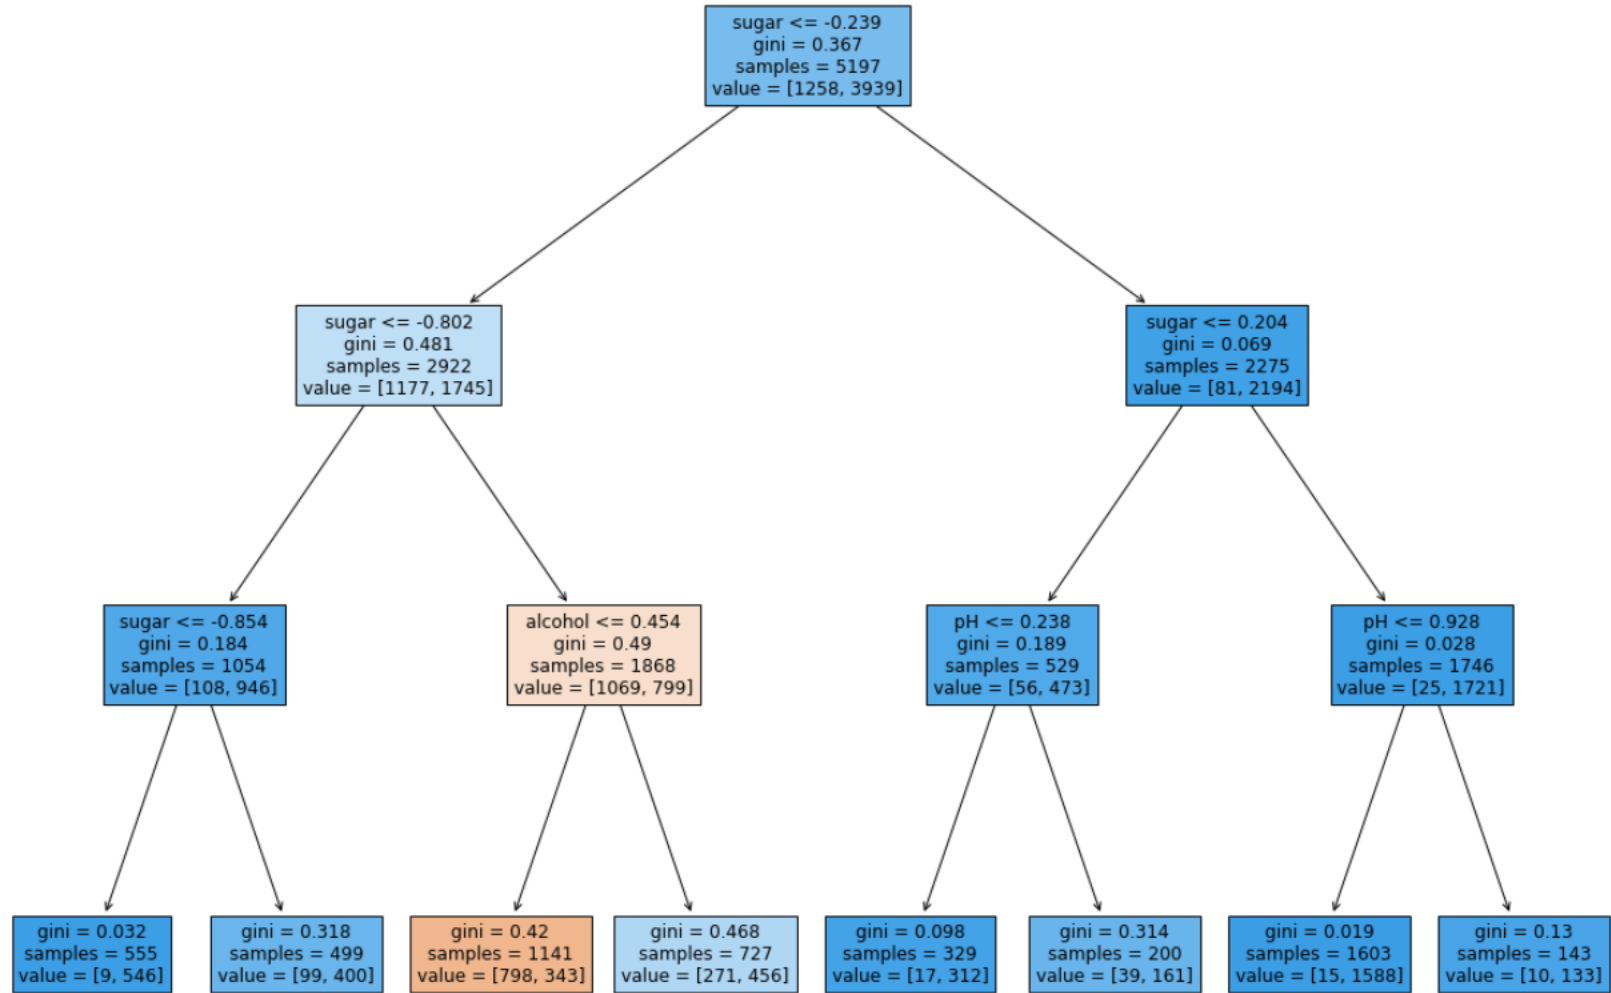 sugar <= -0.239
gini = 0.367
samples = 5197
value = [1258, 3939]
sugar <= -0.802
gini = 0.481
samples = 2922
value = [1177, 1745]
sugar <= 0.204
gini = 0.069
samples = 2275
value = [81, 2194]
sugar <= -0.854
gini = 0.184
samples = 1054
value = [108, 946]
alcohol <= 0.454
gini = 0.49
samples = 1868
value = [1069, 799]
pH <= 0.238
gini = 0.189
samples = 529
value = [56, 473]
pH <= 0.928
gini = 0.028
samples = 1746
value = [25, 1721]
gini = 0.032
samples = 555
value = [9, 546]
gini = 0.318
samples = 499
value = [99, 400]
gini = 0.42
samples = 1141
value = [798, 343]
gini = 0.468
samples = 727
value = [271, 456]
gini = 0.098
samples = 329
value = [17, 312]
gini = 0.314
samples = 200
value = [39, 161]
gini = 0.019
samples = 1603
value = [15, 1588]
gini = 0.13
samples = 143
value = [10, 133]